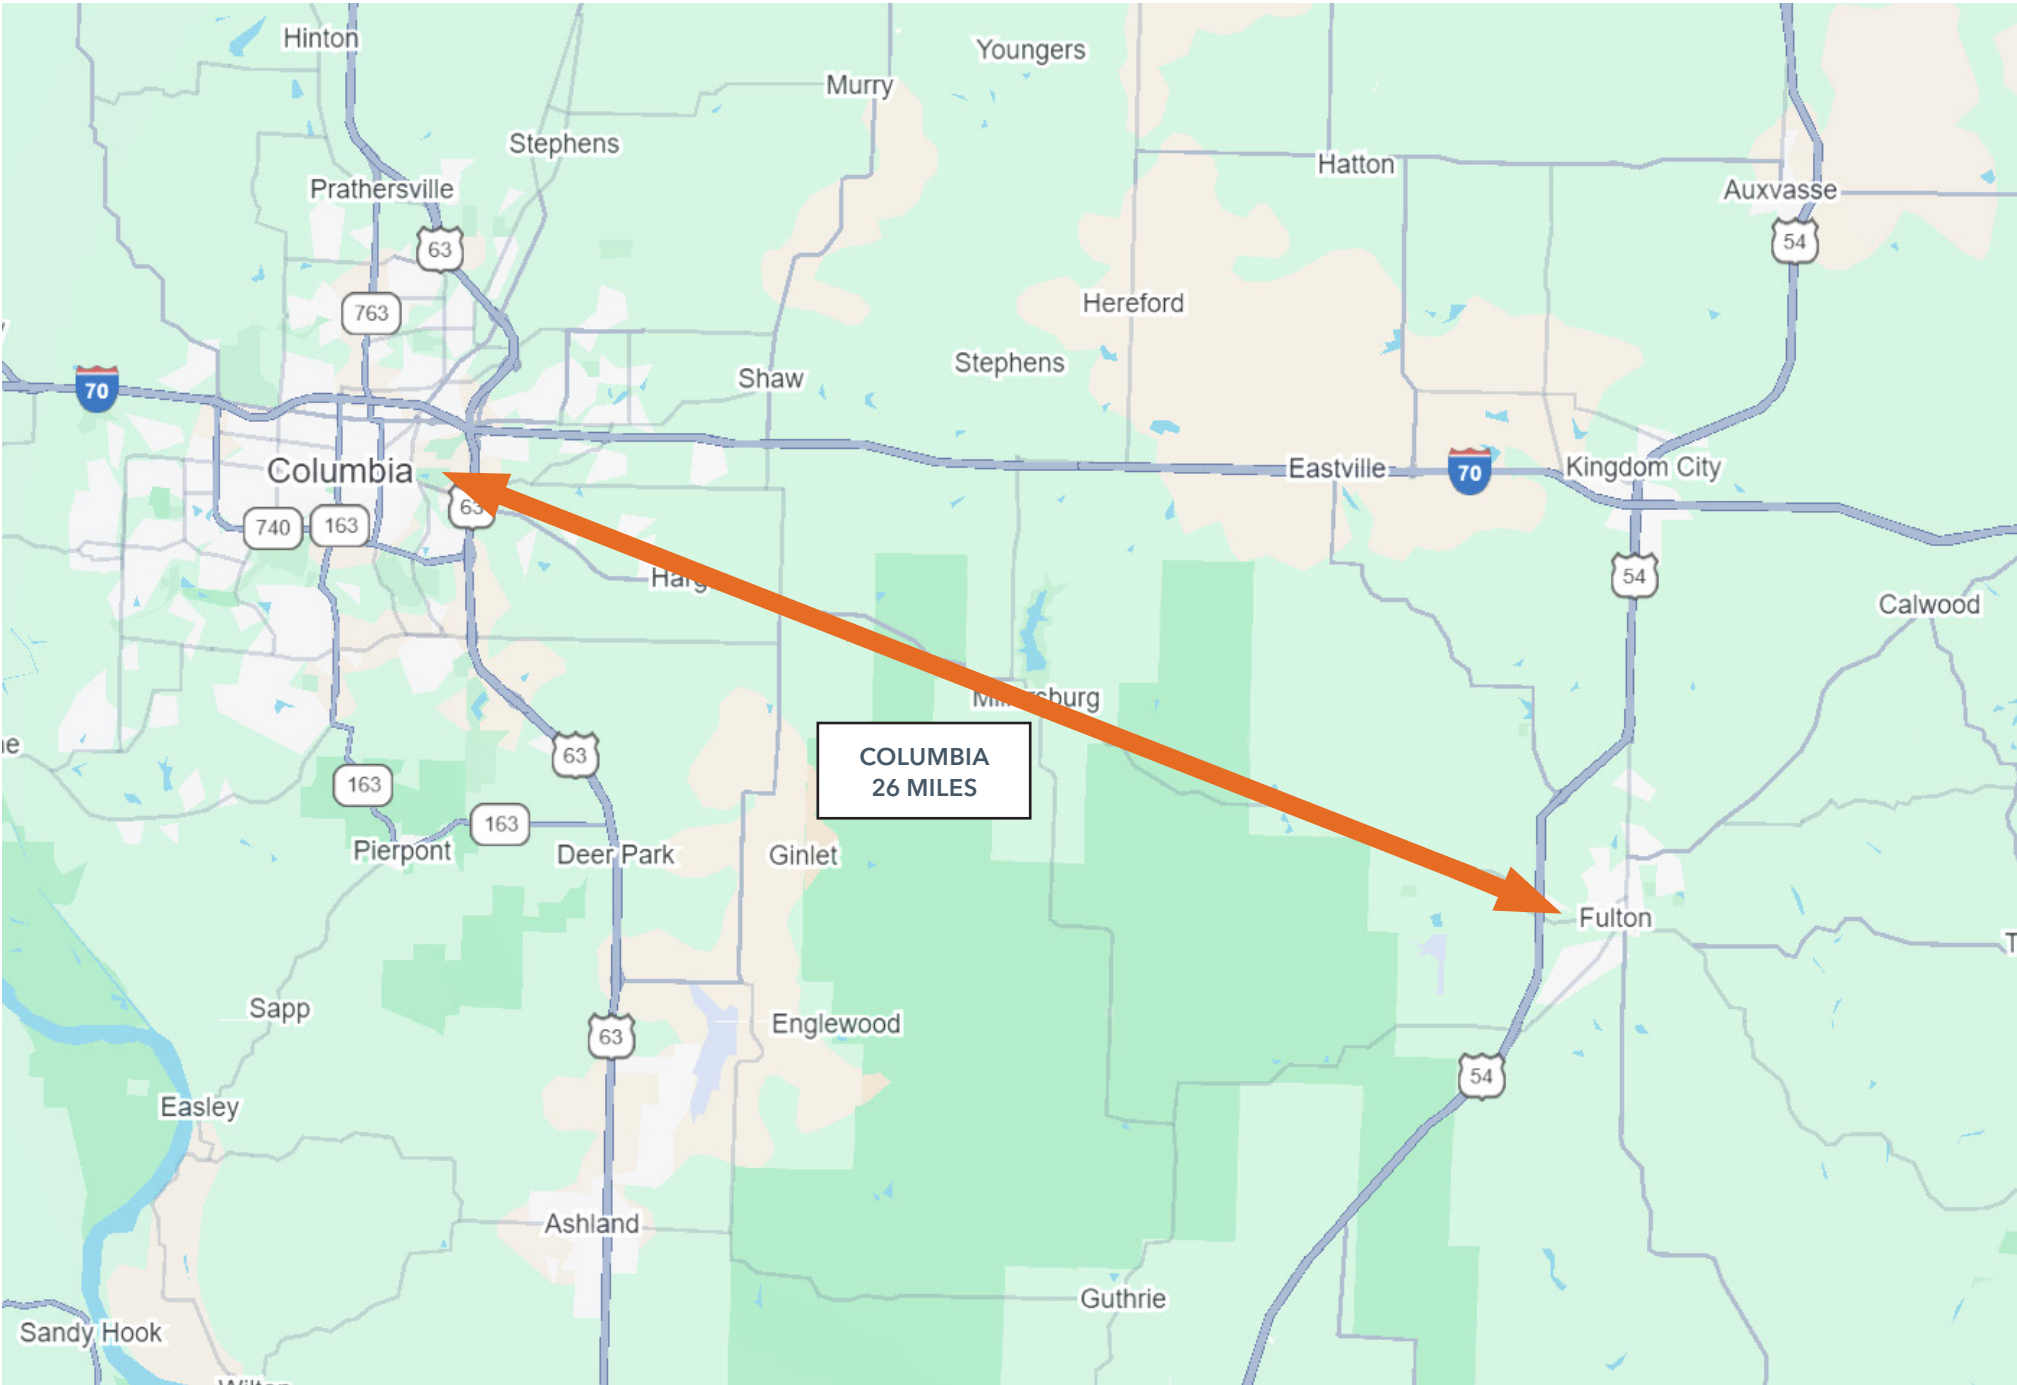 Hinton
Youngers
Murry
Stephens
Hatton
Prathersville
Auxvasse
63
54
763
Hereford
Stephens
Shaw
70
Columbia
Eastville
70
Kingdom City
63
740
163
54
Calwood
Fulton
COLUMBIA
26 MILES
63
163
163
Pierpont
Deer Park
Ginlet
Sapp
Englewood
63
54
Easley
Ashland
Guthrie
Sandy Hook